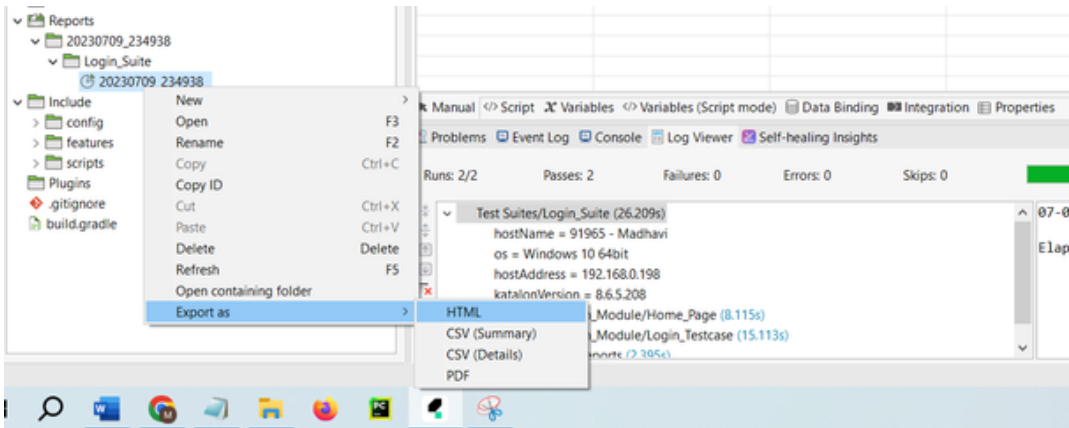 Reports
20230709_234938
Login_Suite
20230709_234938
Include
config
features
scripts
Plugins
.gitignore
build.gradle
New
Open F3
Rename F2
Copy Ctrl+C
Copy ID
Cut Ctrl+X
Paste Ctrl+V
Delete Delete
Refresh F5
Open containing folder
Export as
HTML
CSV (Summary)
CSV (Details)
PDF
Manual </> Script X Variables </> Variables (Script mode) Data Binding Integration Properties
Problems Event Log Console Log Viewer Self-healing Insights
Runs: 2/2 Passes: 2 Failures: 0 Errors: 0 Skips: 0
Test Suites/Login_Suite (26.209s)
hostName = 91965 - Madhavi
os = Windows 10 64bit
hostAddress = 192.168.0.198
katalonVersion = 8.6.5.208
_Module/Home_Page (8.115s)
_Module/Login_Testcase (15.113s)
(2.395s)
07-0
Elap
W
M
PC